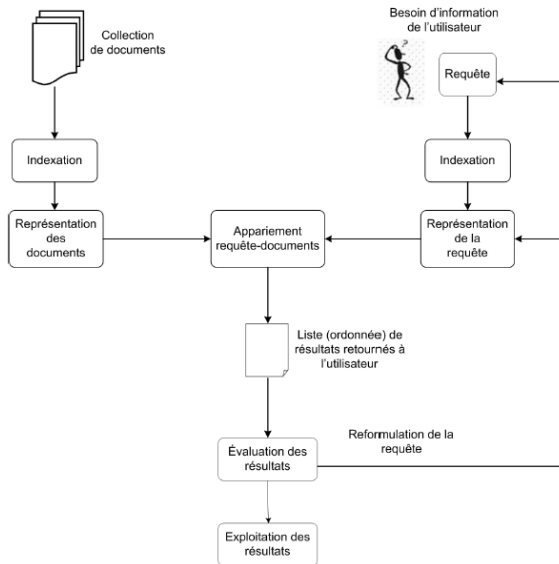 Collection
de documents
Besoin d'information
de l'utilisateur
Requête
Indexation
Indexation
Représentation
des
documents
Appariement
requête-documents
Représentation
de la
requête
Liste (ordonnée) de
résultats retournés à
l'utilisateur
Évaluation des
résultats
Reformulation de la
requête
Exploitation des
résultats